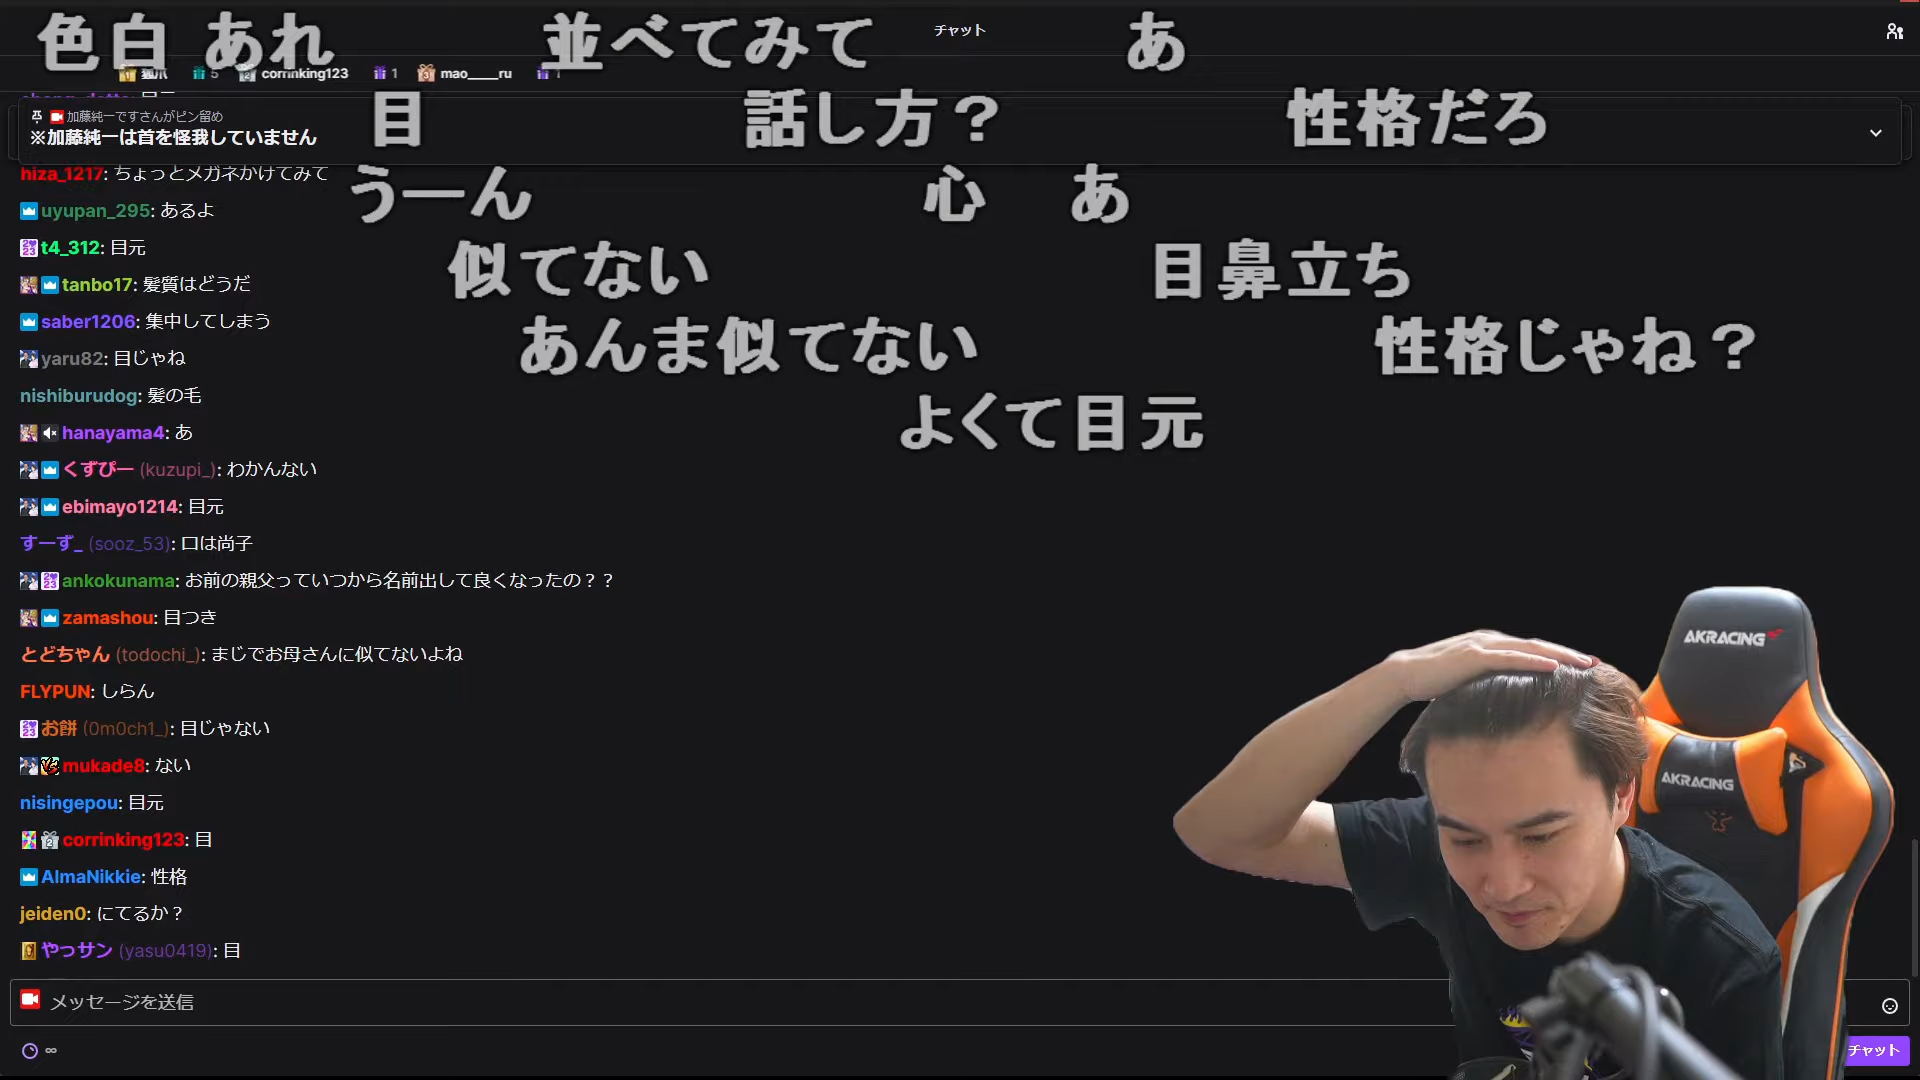 色白 あれ 並べてみて あ
チャット
5 corrinking123 1 mao____ru 1
目 話し方？ 性格だろ
加藤純一ですさんがピン留め
※加藤純一は首を怪我していません
hiza_1217: ちょっとメガネかけてみて
うーん 心 あ
uyupan_295: あるよ
t4_312: 目元
似てない 目鼻立ち
tanbo17: 髪質はどうだ
saber1206: 集中してしまう
あんま似てない 性格じゃね？
yaru82: 目じゃね
nishiburudog: 髪の毛
よくて目元
hanayama4: あ
くずぴー (kuzupi_): わかんない
ebimayo1214: 目元
すーず_ (sooz_53): 口は尚子
ankokunama: お前の親父っていつから名前出して良くなったの？？
zamashou: 目つき
とどちゃん (todochi_): まじでお母さんに似てないよね
FLYPUN: しらん
お餅 (0m0ch1_): 目じゃない
mukade8: ない
nisingepou: 目元
corrinking123: 目
AlmaNikkie: 性格
jeiden0: にてるか？
やっサン (yasu0419): 目
メッセージを送信
∞
チャット
AKRACING
AKRACING